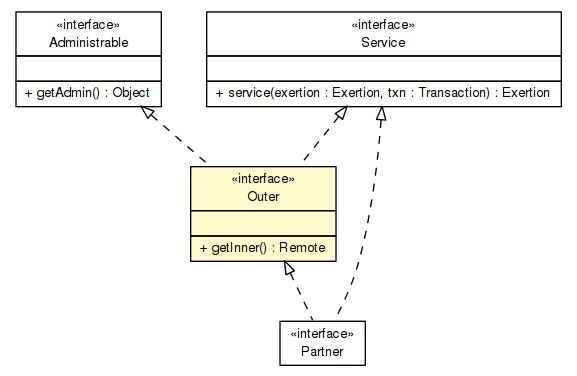 «interface»
Administrable
+ getAdmin() : Object
«interface»
Service
+ service(exertion : Exertion, txn : Transaction) : Exertion
«interface»
Outer
+ getInner() : Remote
«interface»
Partner